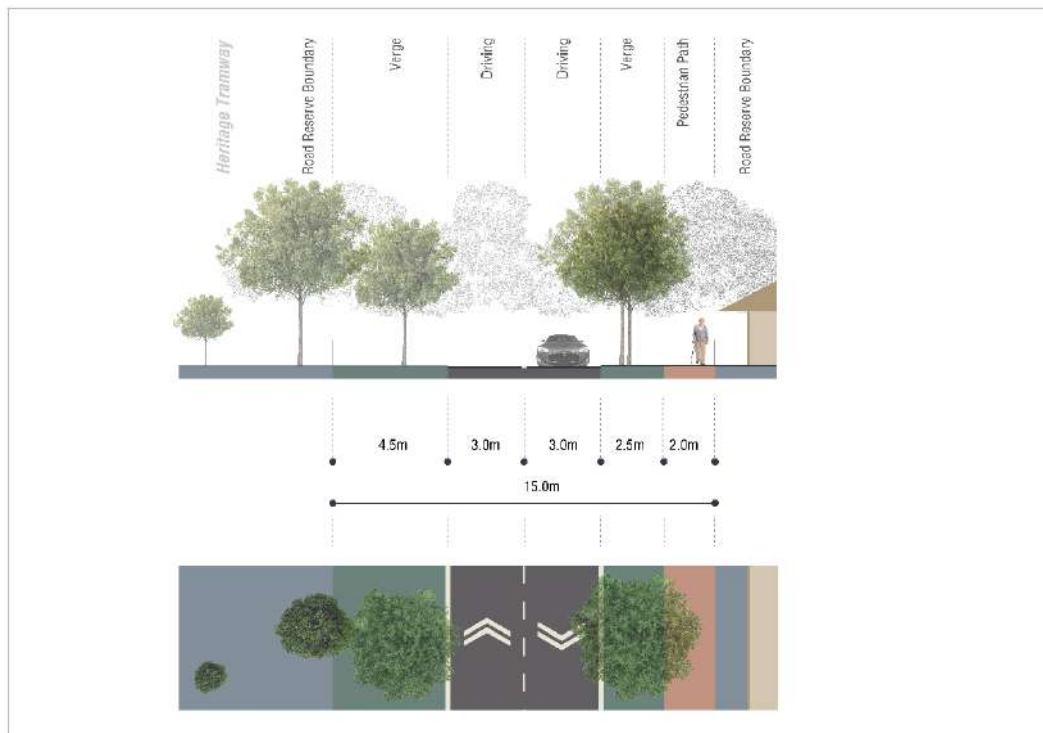 Heritage Tramway
Road Reserve Boundary
Verge
Driving
Driving
Verge
Pedestrian Path
Road Reserve Boundary
4.5m
3.0m
3.0m
2.5m
2.0m
15.0m